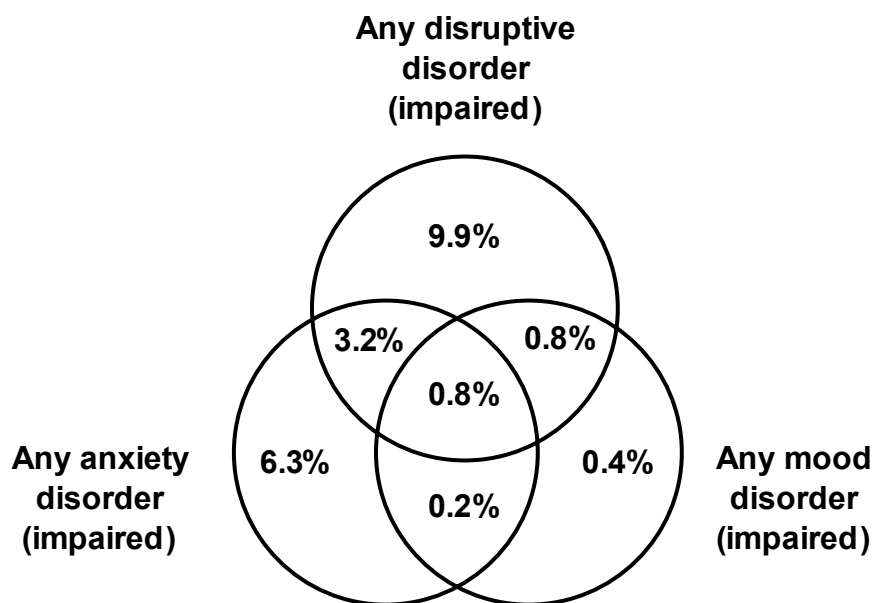 Any disruptive
disorder
(impaired)
9.9%
3.2%
0.8%
0.8%
Any anxiety
disorder
(impaired)
6.3%
0.2%
0.4%
Any mood
disorder
(impaired)